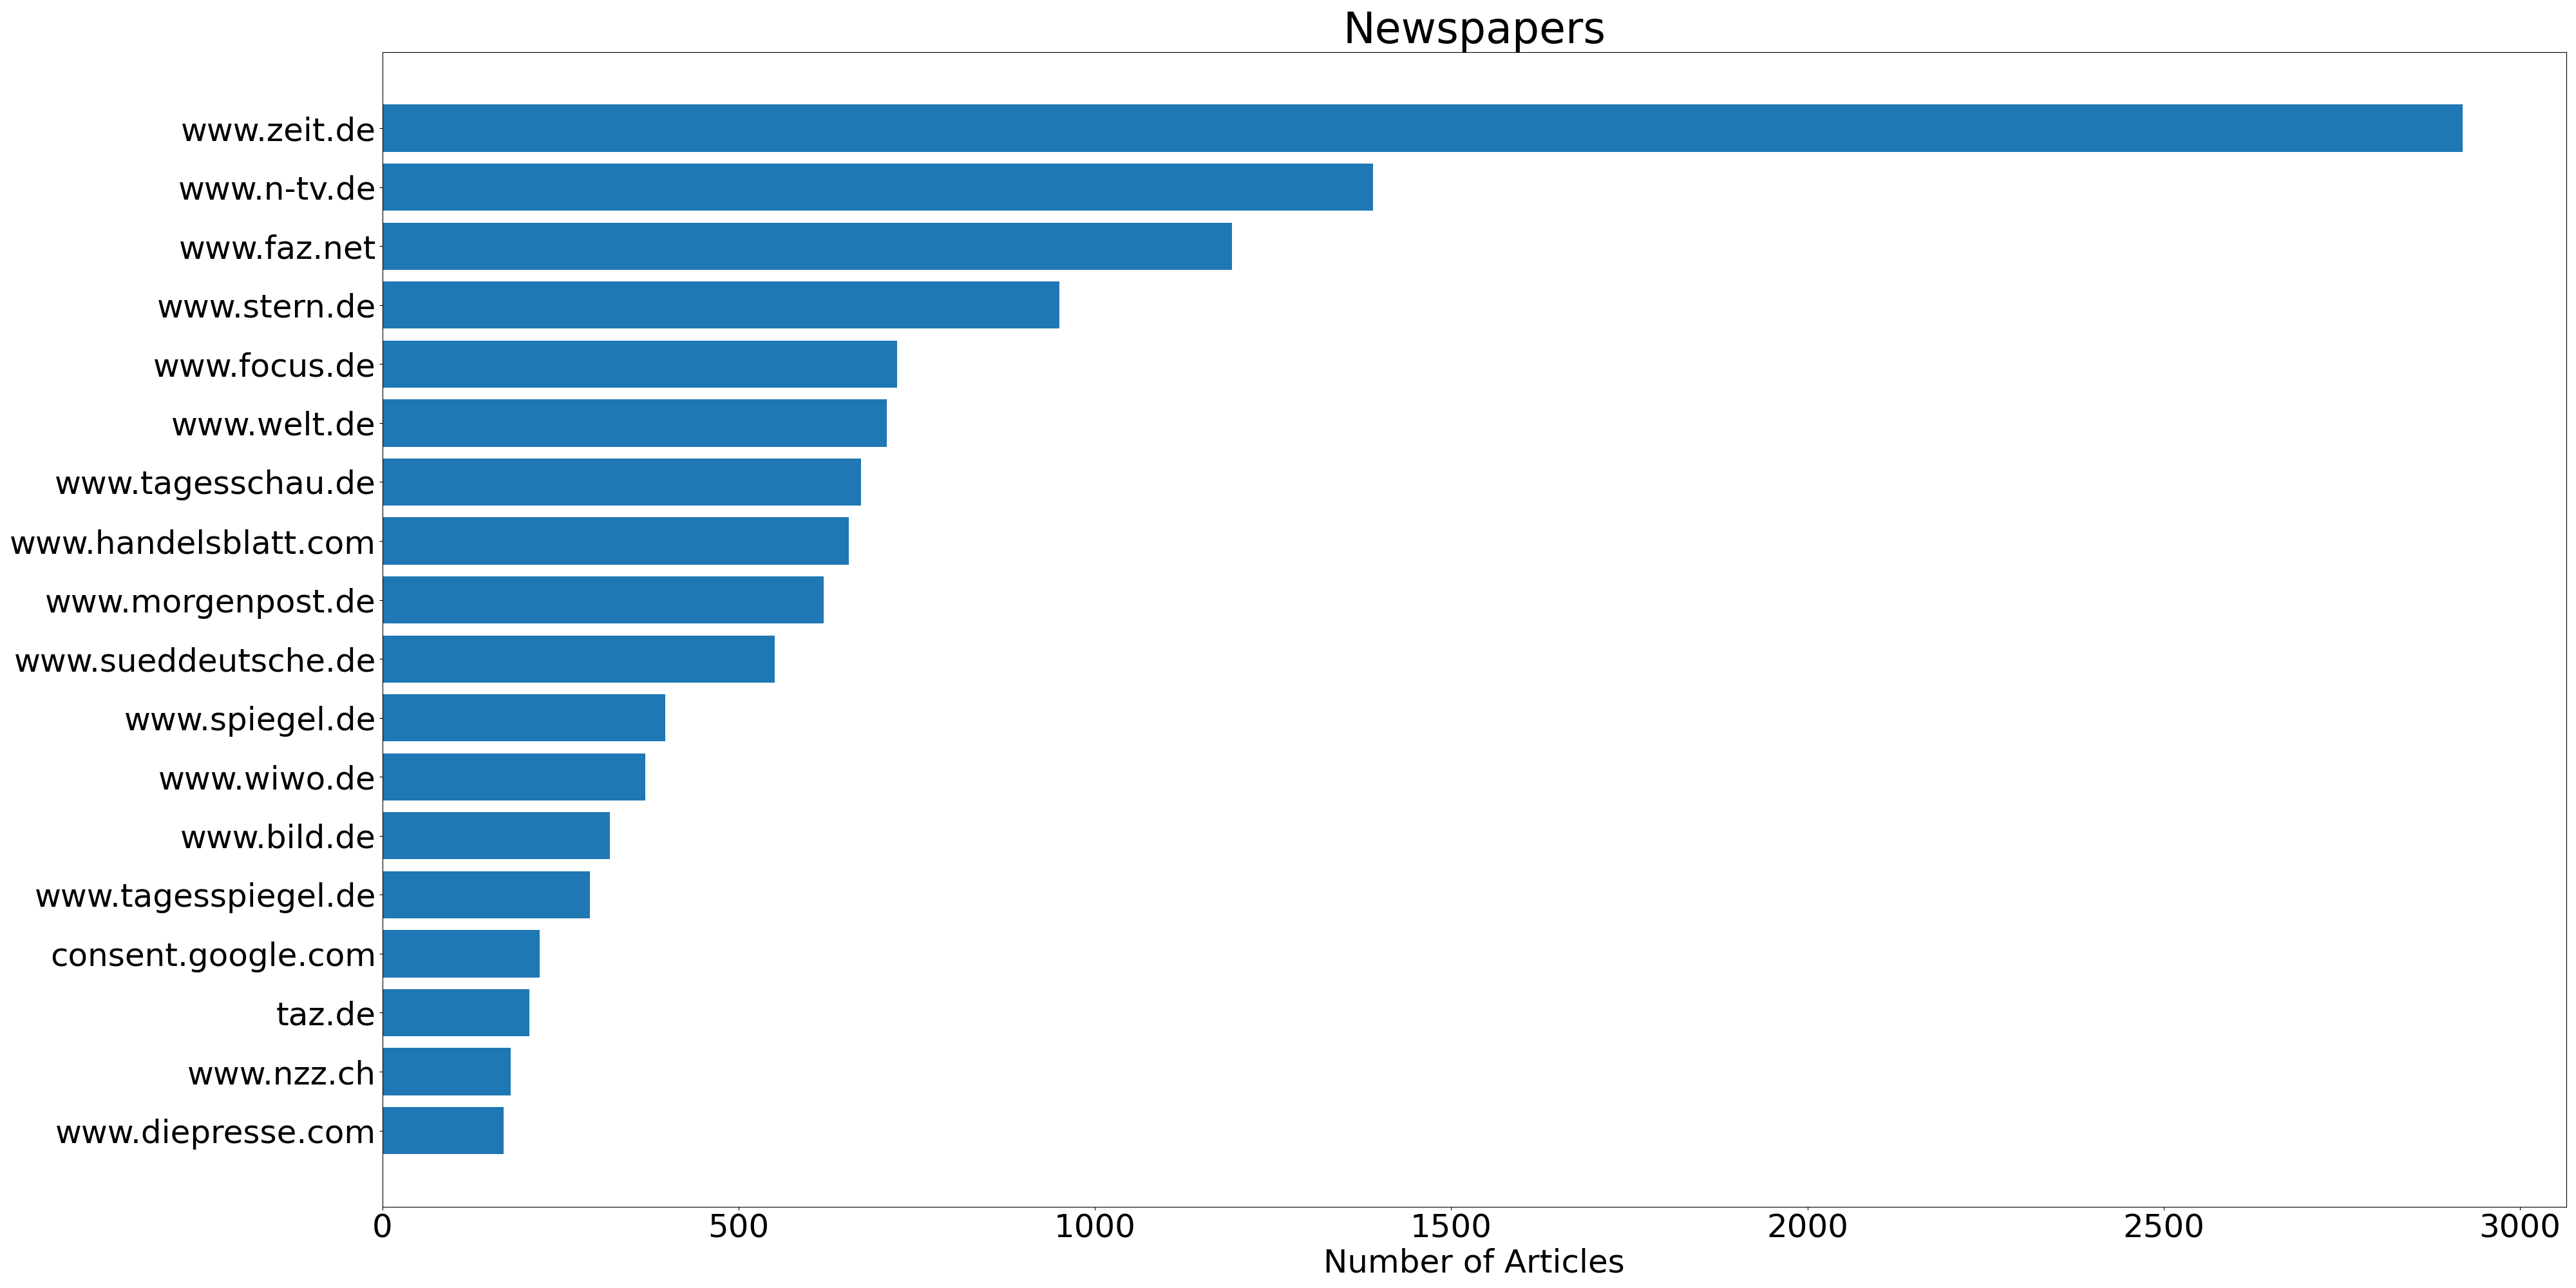 Newspapers
www.zeit.de
www.n-tv.de
www.faz.net
www.stern.de
www.focus.de
www.welt.de
www.tagesschau.de
www.handelsblatt.com
www.morgenpost.de
www.sueddeutsche.de
www.spiegel.de
www.wiwo.de
www.bild.de
www.tagesspiegel.de
consent.google.com
taz.de
www.nzz.ch
www.diepresse.com
0 500 1000 1500 2000 2500 3000
Number of Articles